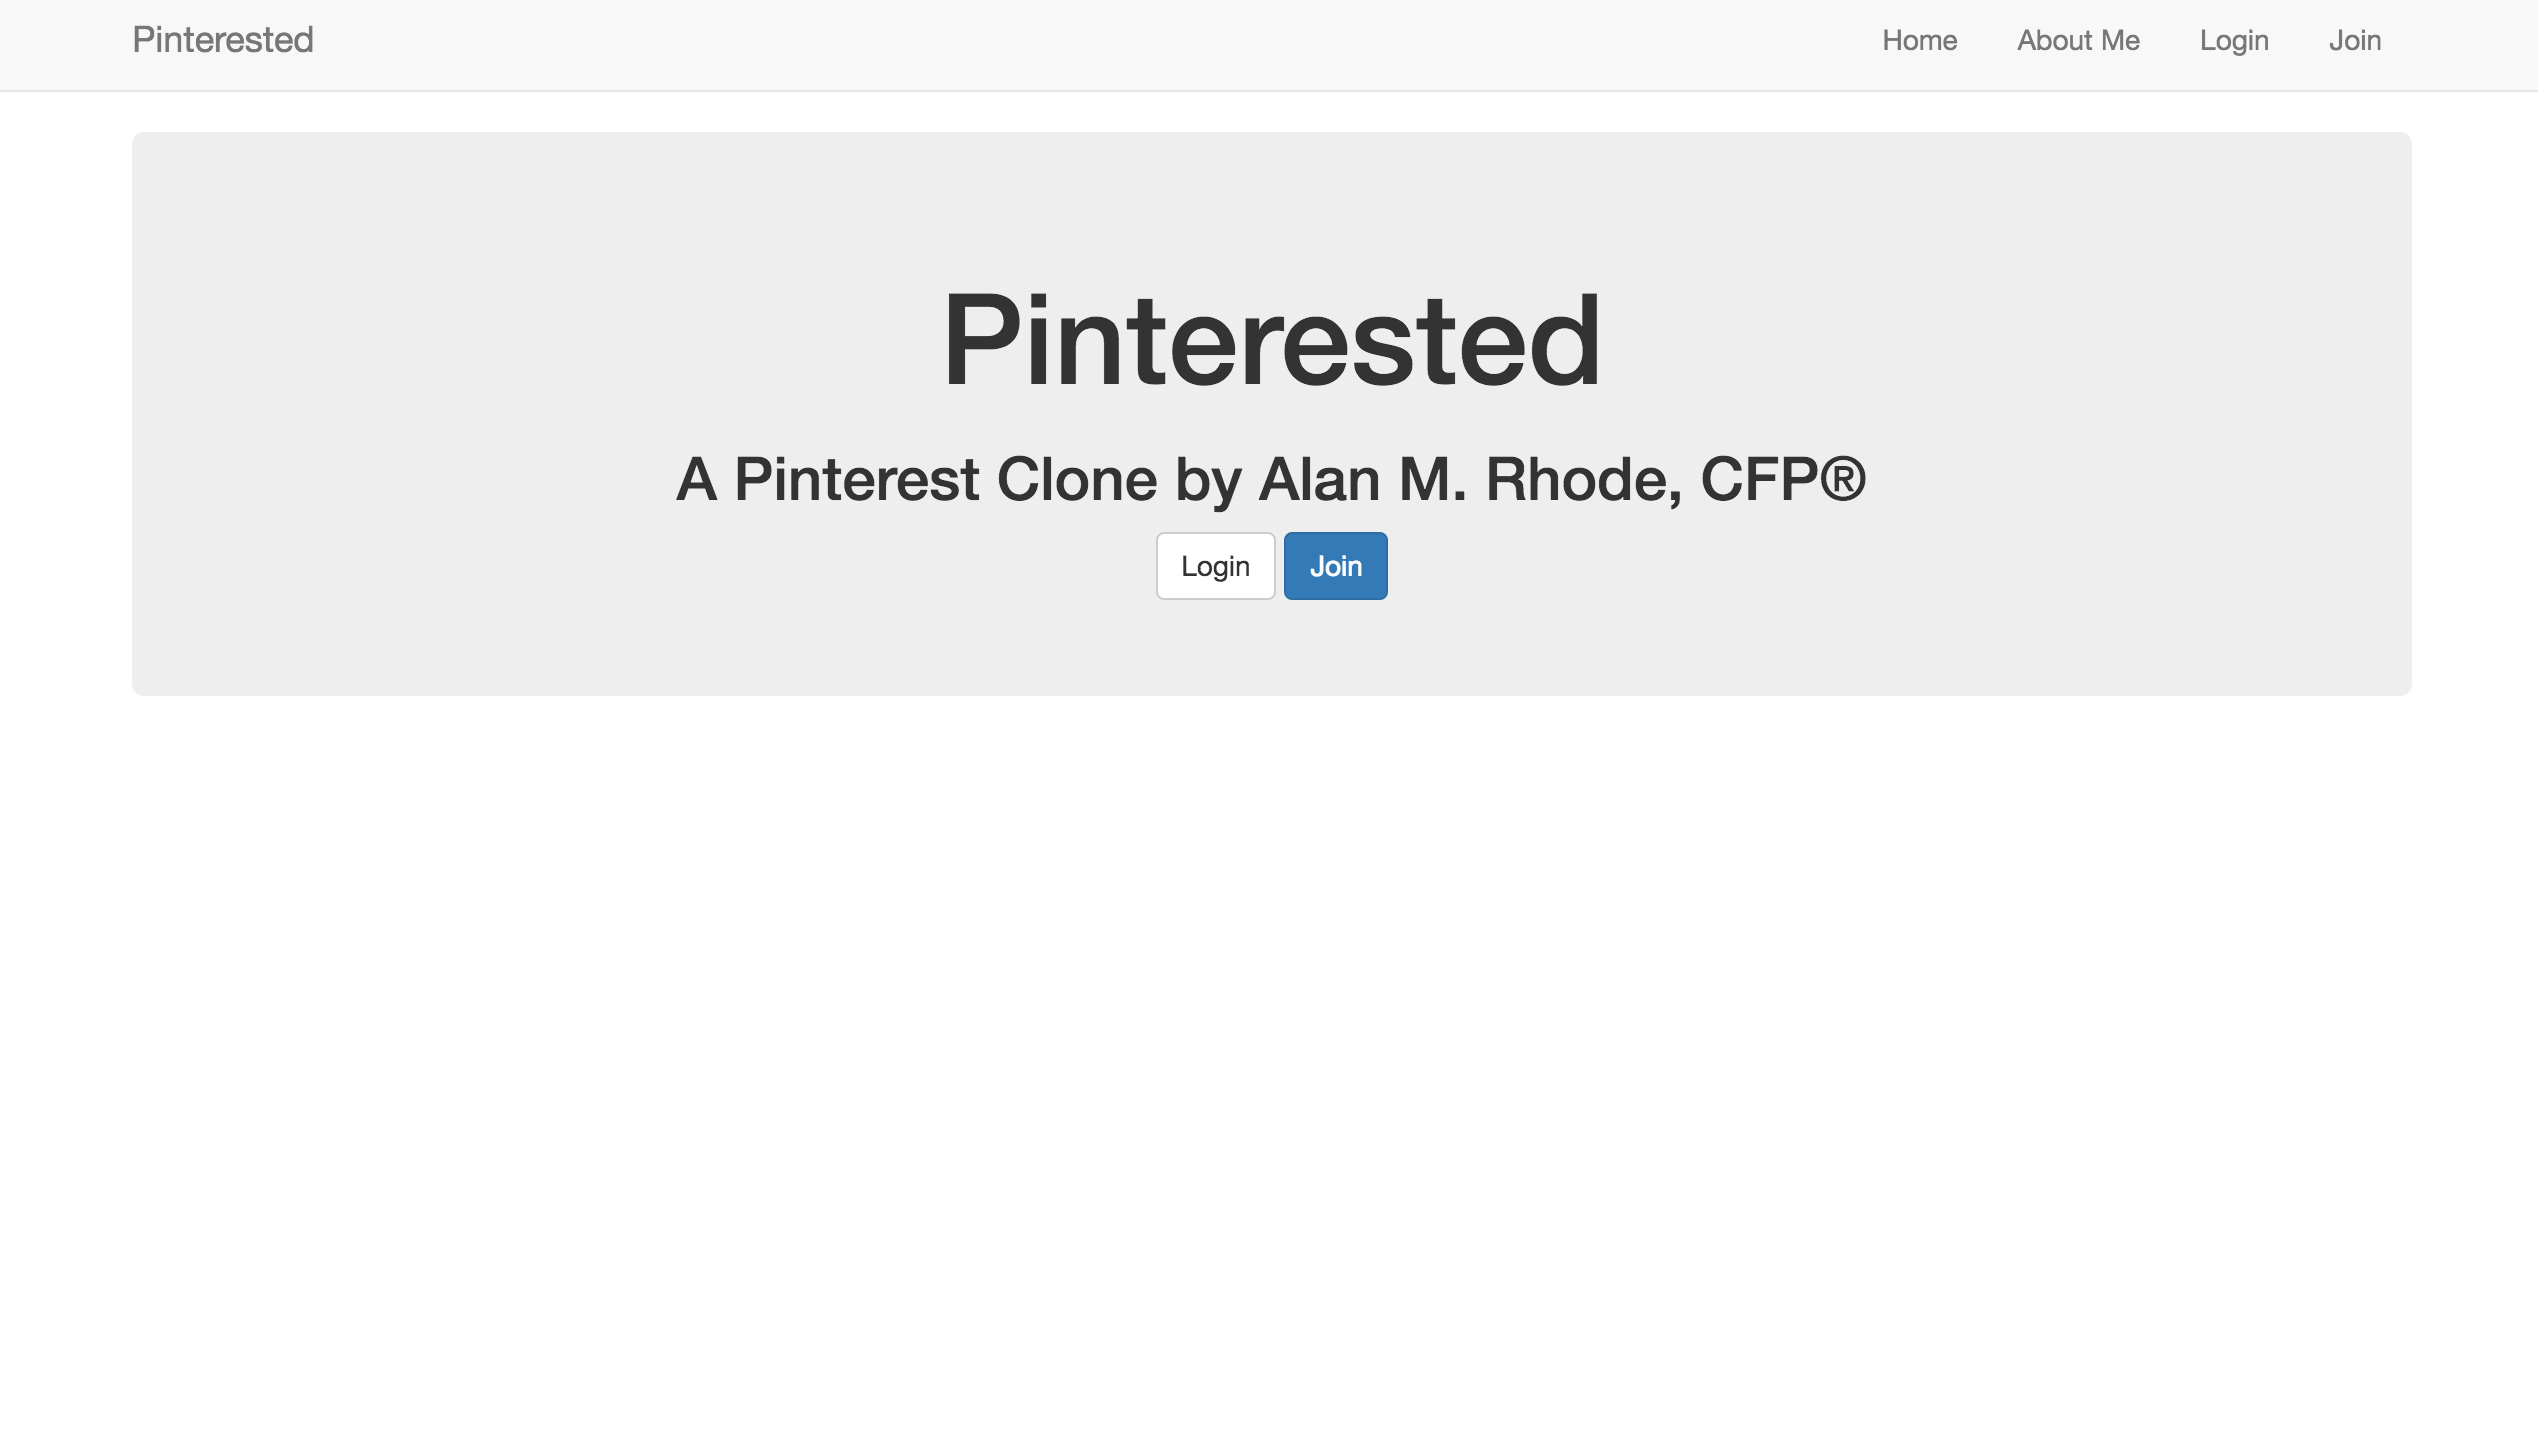 Pinterested Home About Me Login Join
Pinterested
A Pinterest Clone by Alan M. Rhode, CFP®
Login Join